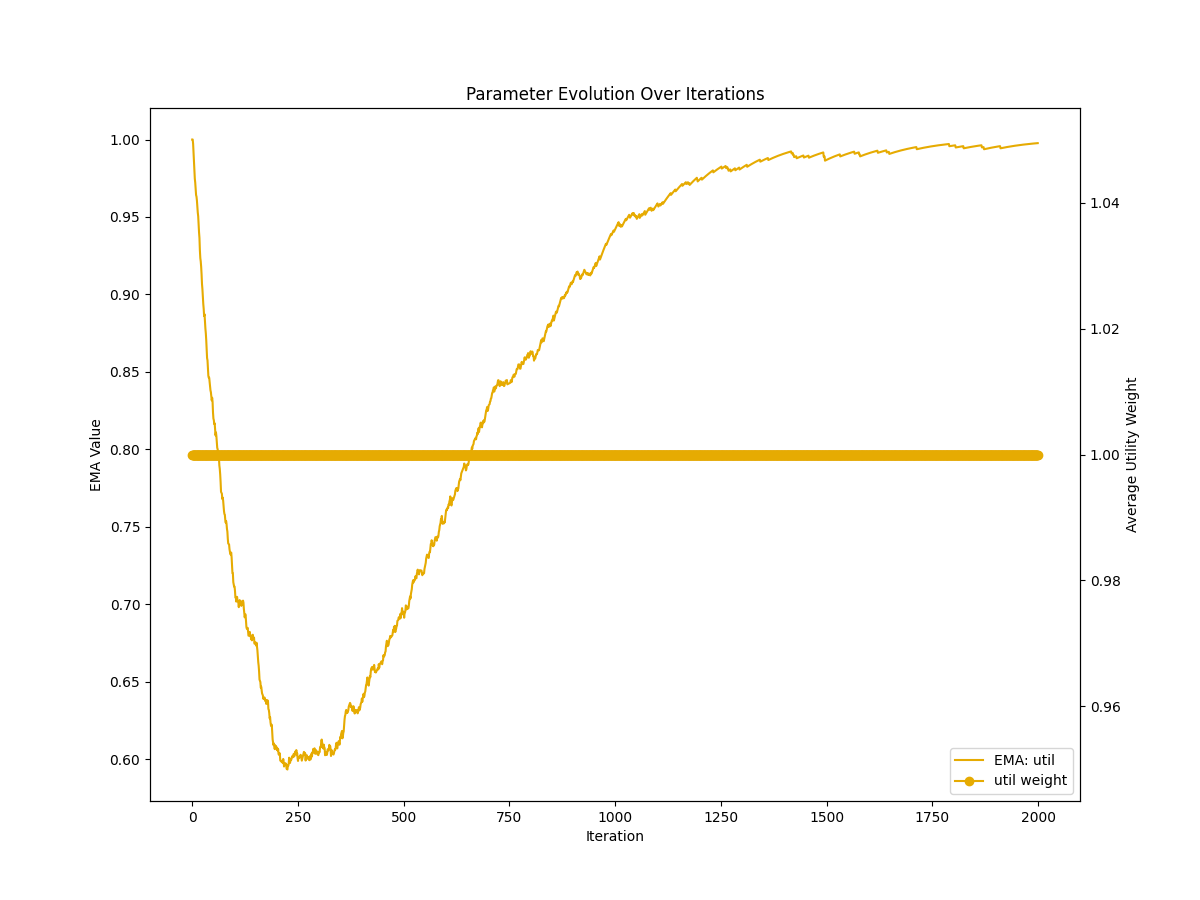 Parameter Evolution Over Iterations
EMA Value
1.00
0.95
0.90
0.85
0.80
0.75
0.70
0.65
0.60
1.04
1.02
1.00
0.98
0.96
Average Utility Weight
EMA: util
util weight
0 250 500 750 1000 1250 1500 1750 2000
Iteration